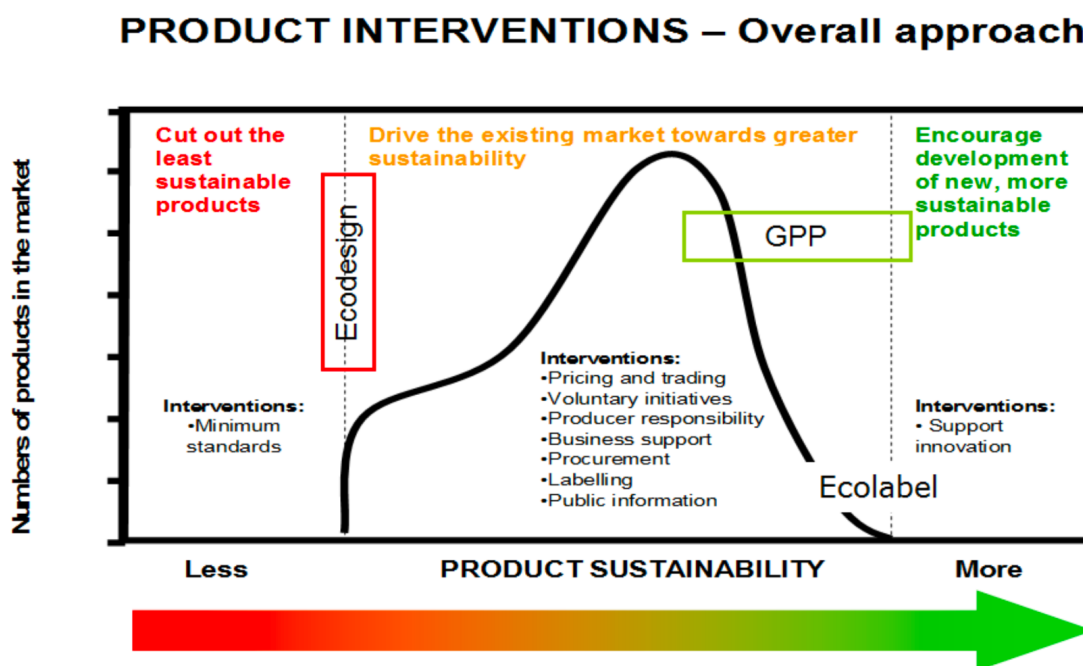 PRODUCT INTERVENTIONS – Overall approach
Numbers of products in the market
Cut out the
least
sustainable
products
Ecodesign
Interventions:
•Minimum
standards
Drive the existing market towards greater
sustainability
GPP
Interventions:
•Pricing and trading
•Voluntary initiatives
•Producer responsibility
•Business support
•Procurement
•Labelling
•Public information
Encourage
development
of new, more
sustainable
products
Interventions:
• Support
innovation
Ecolabel
Less
PRODUCT SUSTAINABILITY
More